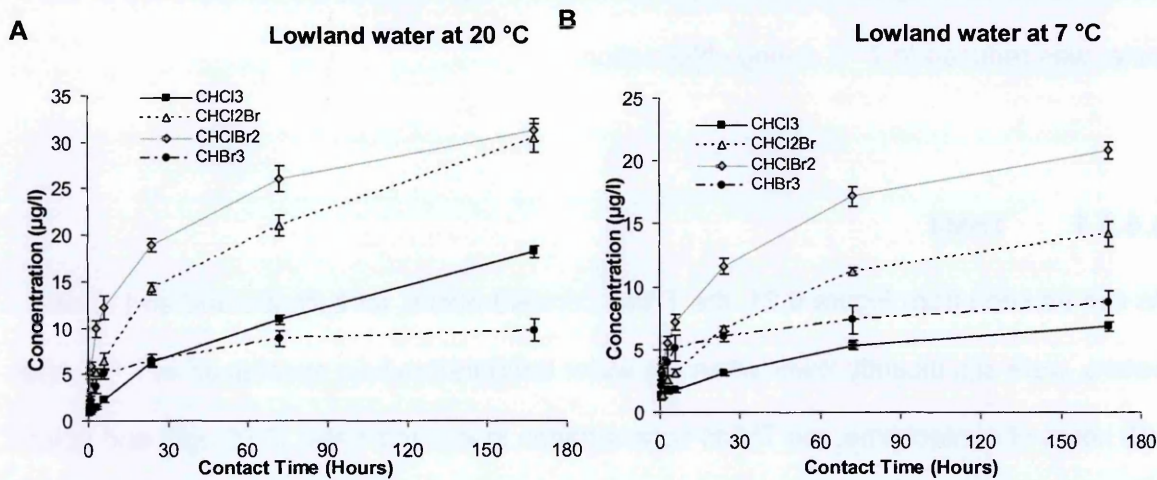 A
Lowland water at 20 °C
CHCl3
CHCl2Br
CHClBr2
CHBr3
Concentration (µg/l)
35
30
25
20
15
10
5
0
0 30 60 90 120 150 180
Contact Time (Hours)
B
Lowland water at 7 °C
CHCl3
CHCl2Br
CHClBr2
CHBr3
Concentration (µg/l)
25
20
15
10
5
0
0 30 60 90 120 150 180
Contact Time (Hours)